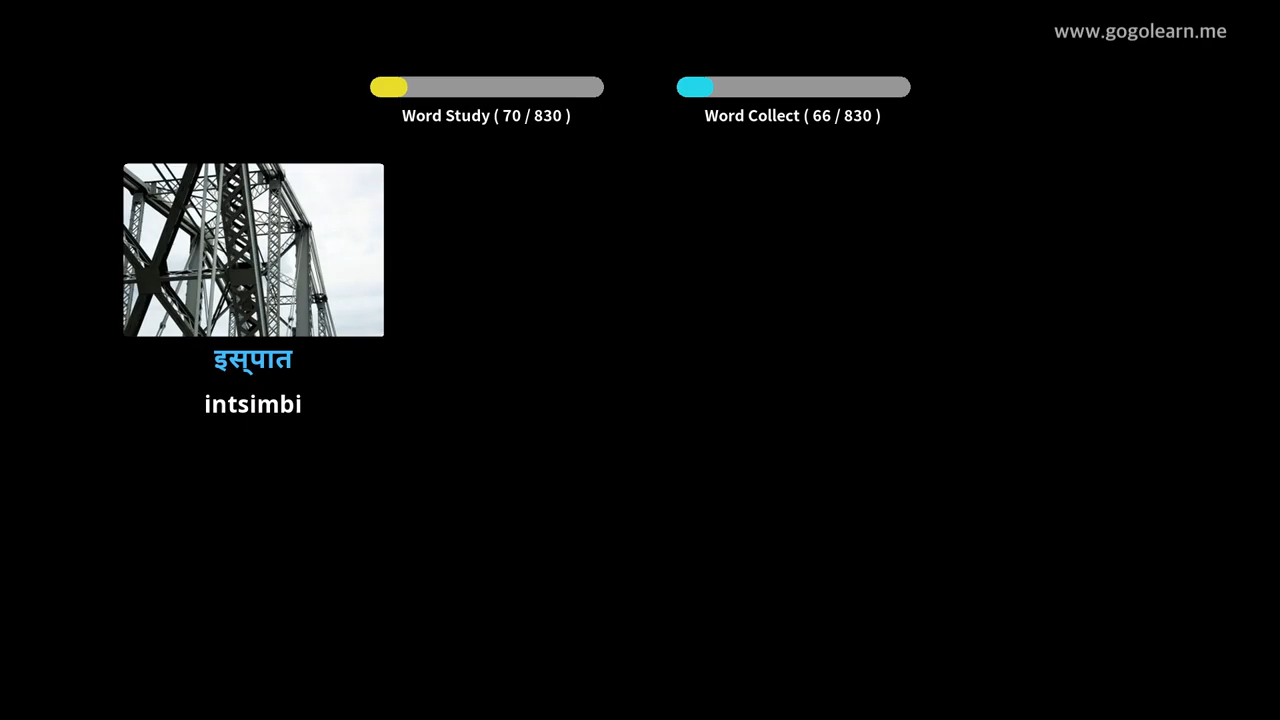 www.gogolearn.me
Word Study ( 70 / 830 )
Word Collect ( 66 / 830 )
इस्पात
intsimbi